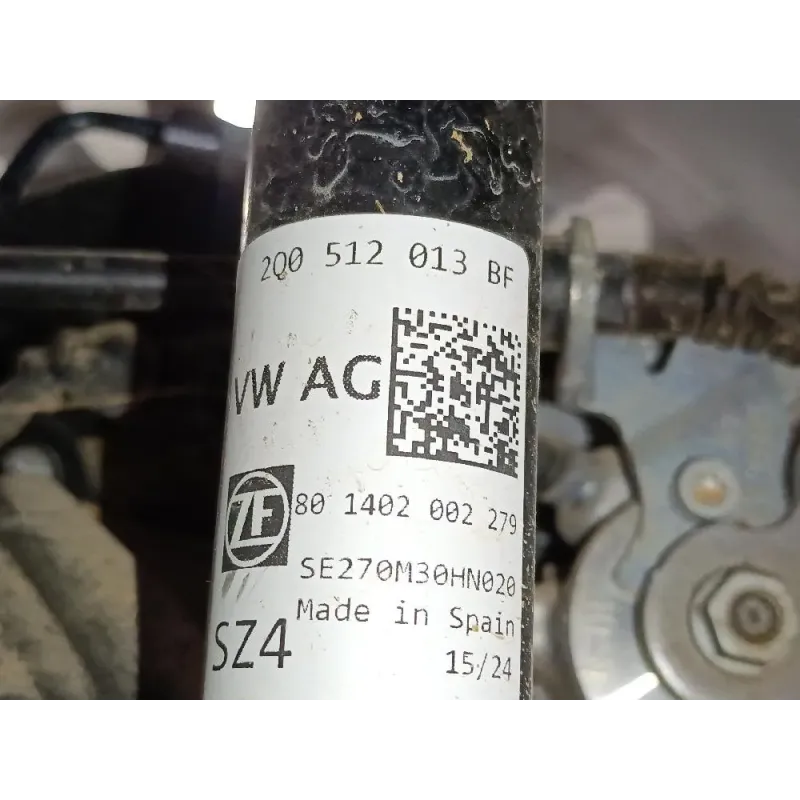 2Q0 512 013 BF
VW AG
ZF
80 1402 002 279
SE270M30HN020
Made in Spain
SZ4
15/24